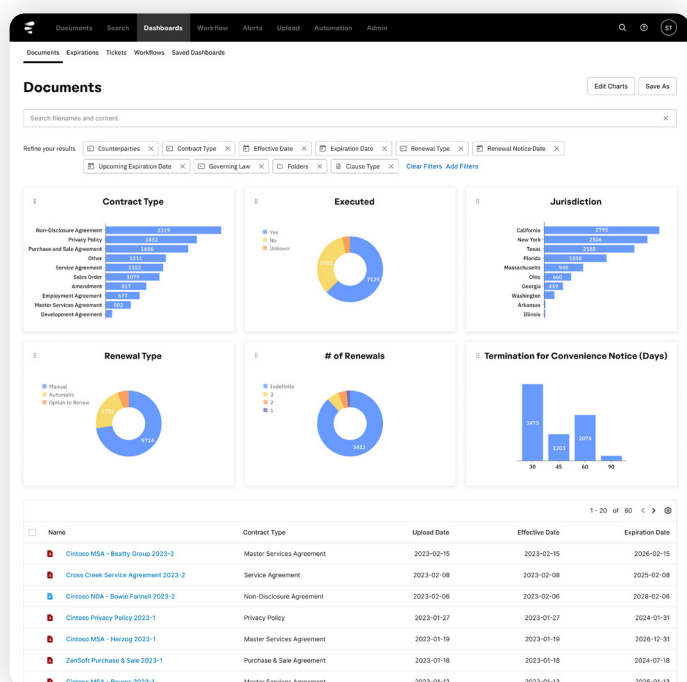 Documents Search Dashboards Workflow Alerts Upload Automation Admin ST
Documents Expirations Tickets Workflows Saved Dashboards
Documents
Edit Charts Save As
Search filenames and content
Refine your results Counterparties Contract Type Effective Date Expiration Date Renewal Type Renewal Notice Date
Upcoming Expiration Date Governing Law Folders Clause Type Clear Filters Add Filters
Contract Type
Non-Disclosure Agreement 2319
Privacy Policy 1832
Purchase and Sale Agreement 1656
Other 1211
Service Agreement 1152
Sales Order 1079
Amendment 817
Employment Agreement 677
Master Services Agreement 502
Development Agreement
Executed
Yes
No
Unkown
7129
Jurisdiction
California 2795
New York 2506
Texas 2185
Florida 1510
Massachusetts 945
Ohio 660
Georgia 459
Washington
Arkansas
Illinois
Renewal Type
Manual
Automatic
Option to Renew
5714
# of Renewals
Indefinite
3
2
1
5412
Termination for Convenience Notice (Days)
3475
1203
2074
30 45 60 90
1 - 20 of 60
Name Contract Type Upload Date Effective Date Expiration Date
Cintoso MSA - Beatty Group 2023-2 Master Services Agreement 2023-02-15 2023-02-15 2026-02-15
Cross Creek Service Agreement 2023-2 Service Agreement 2023-02-08 2023-02-08 2025-02-08
Cintoso NDA - Bowie Fannell 2023-2 Non-Disclosure Agreement 2023-02-06 2023-02-06 2028-02-06
Cintoso Privacy Policy 2023-1 Privacy Policy 2023-01-27 2023-01-27 2024-01-31
Cintoso MSA - Herzog 2023-1 Master Services Agreement 2023-01-19 2023-01-19 2026-12-31
ZenSoft Purchase & Sale 2023-1 Purchase & Sale Agreement 2023-01-18 2023-01-18 2024-07-18